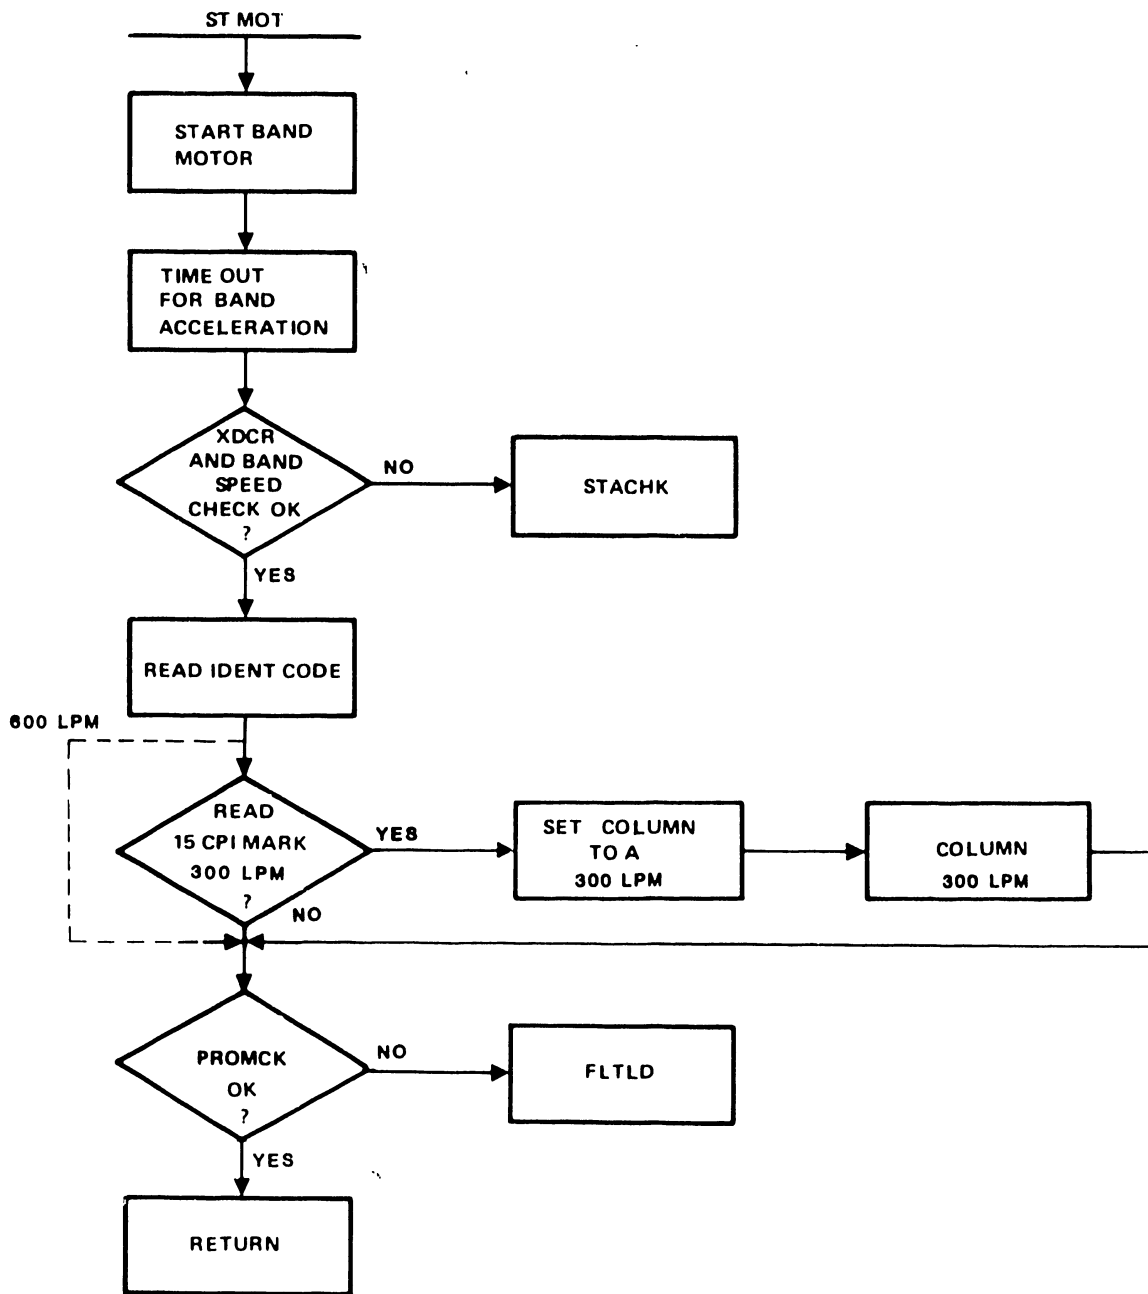 ST MOT
START BAND
MOTOR
TIME OUT
FOR BAND
ACCELERATION
XDCR
AND BAND
SPEED
CHECK OK
?
NO
STACHK
YES
READ IDENT CODE
600 LPM
READ
15 CPI MARK
300 LPM
?
YES
SET COLUMN
TO A
300 LPM
COLUMN
300 LPM
NO
PROMCK
OK
?
NO
FLTLD
YES
RETURN